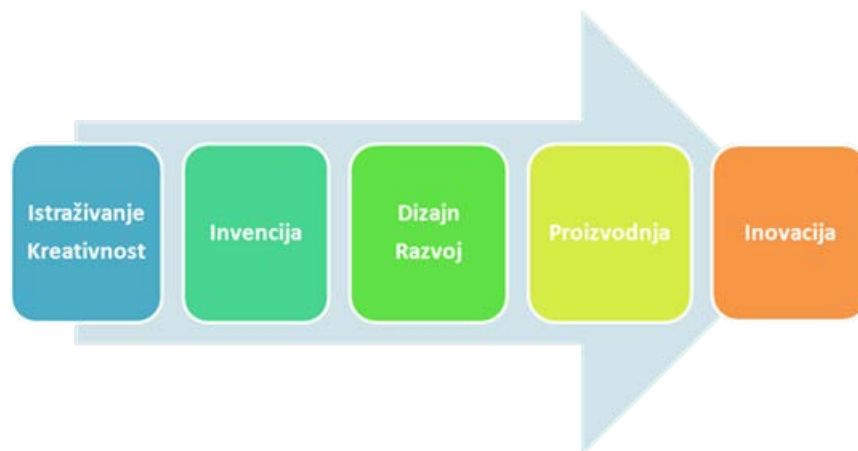 Istraživanje
Kreativnost
Invencija
Dizajn
Razvoj
Proizvodnja
Inovacija